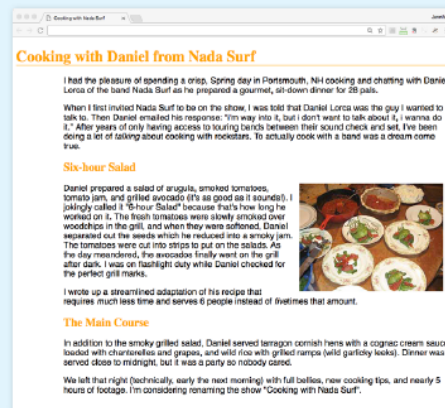 Cooking with Nada Surf
Cooking with Daniel from Nada Surf
I had the pleasure of spending a crisp, Spring day in Portsmouth, NH cooking and chatting with Danie
Lorca of the band Nada Surf as he prepared a gourmet, sit-down dinner for 28 pals.
When I first invited Nada Surf to be on the show, I was told that Daniel Lorca was the guy I wanted to
talk to. Then Daniel emailed his response: "i'm way into it, but i don't want to talk about it, i wanna do
it." After years of only having access to touring bands between their sound check and set, I've been
doing a lot of talking about cooking with rockstars. To actually cook with a band was a dream come
true.
Six-hour Salad
Daniel prepared a salad of arugula, smoked tomatoes,
tomato jam, and grilled avocado (it's as good as it sounds!). I
jokingly called it "6-hour Salad" because that's how long he
worked on it. The fresh tomatoes were slowly smoked over
woodchips in the grill, and when they were softened, Daniel
separated out the seeds which he reduced into a smoky jam.
The tomatoes were cut into strips to put on the salads. As
the day meandered, the avocados finally went on the grill
after dark. I was on flashlight duty while Daniel checked for
the perfect grill marks.
I wrote up a streamlined adaptation of his recipe that
requires much less time and serves 6 people instead of fivetimes that amount.
The Main Course
In addition to the smoky grilled salad, Daniel served tarragon cornish hens with a cognac cream sauc
loaded with chanterelles and grapes, and wild rice with grilled ramps (wild garlicky leeks). Dinner was
served close to midnight, but it was a party so nobody cared.
We left that night (technically, early the next morning) with full bellies, new cooking tips, and nearly 5
hours of footage. I'm considering renaming the show "Cooking with Nada Surf".